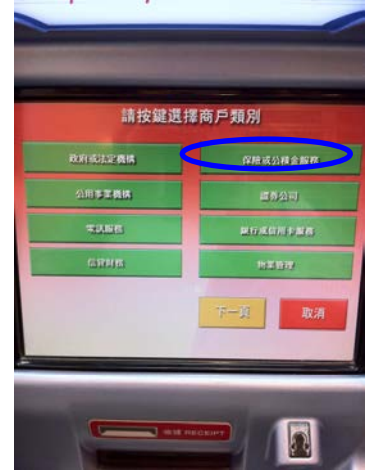 請按鍵選擇商戶類別
政府或法定機構
保險或公積金服務
公用事業機構
證券公司
電訊服務
銀行或信用卡服務
信貸財務
物業管理
下一頁
取消
收據 RECEIPT